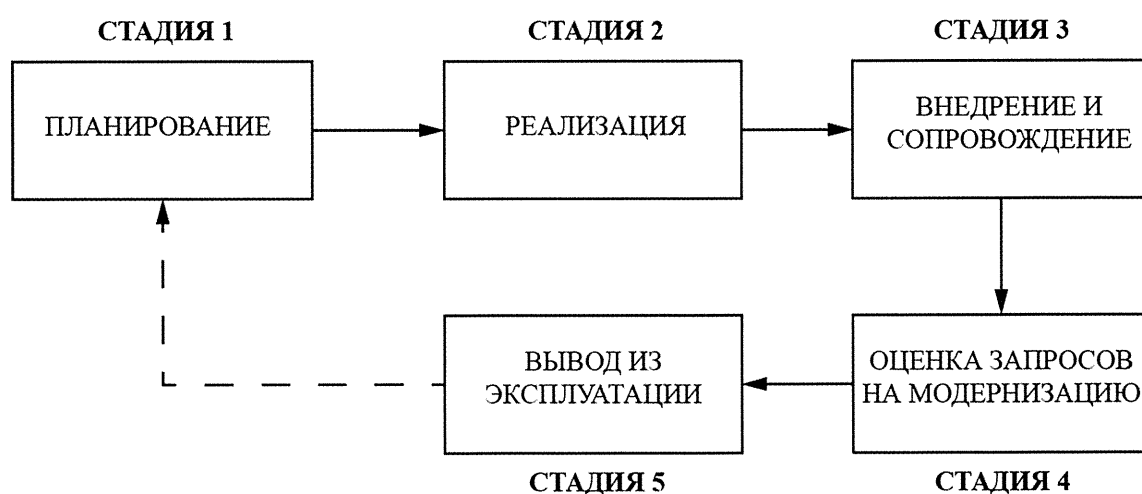 СТАДИЯ 1
ПЛАНИРОВАНИЕ
СТАДИЯ 2
РЕАЛИЗАЦИЯ
СТАДИЯ 3
ВНЕДРЕНИЕ И
СОПРОВОЖДЕНИЕ
ОЦЕНКА ЗАПРОСОВ
НА МОДЕРНИЗАЦИЮ
СТАДИЯ 4
ВЫВОД ИЗ
ЭКСПЛУАТАЦИИ
СТАДИЯ 5